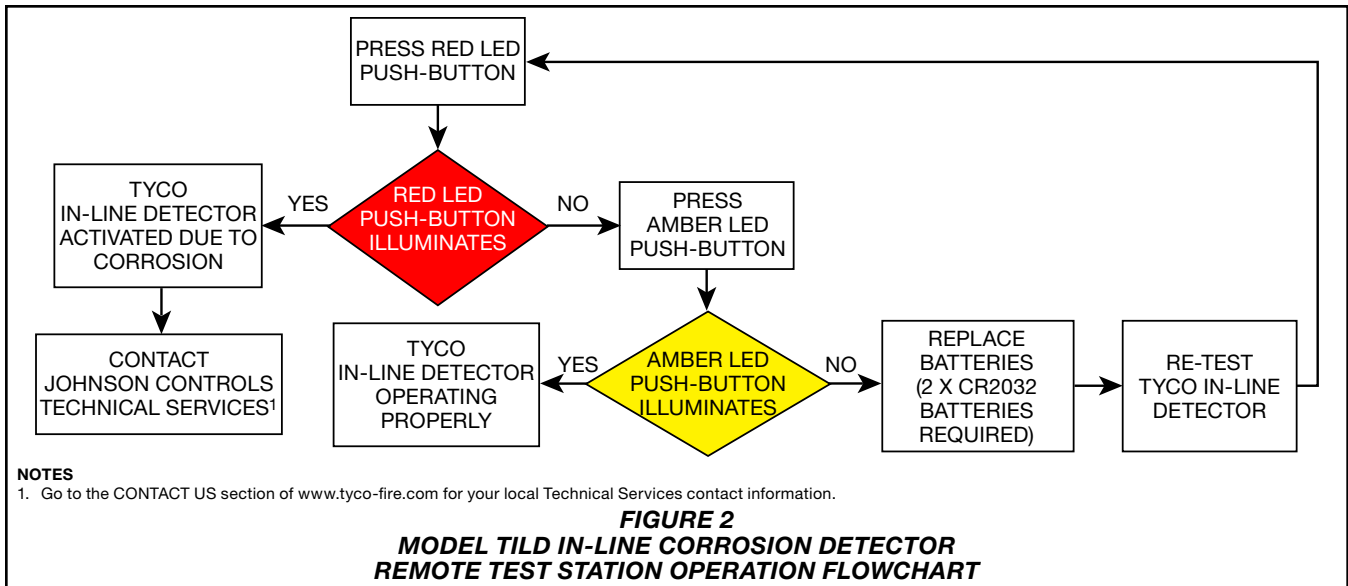 PRESS RED LED
PUSH-BUTTON
RED LED
PUSH-BUTTON
ILLUMINATES
YES
NO
TYCO
IN-LINE DETECTOR
ACTIVATED DUE TO
CORROSION
CONTACT
JOHNSON CONTROLS
TECHNICAL SERVICES¹
PRESS
AMBER LED
PUSH-BUTTON
AMBER LED
PUSH-BUTTON
ILLUMINATES
YES
NO
TYCO
IN-LINE DETECTOR
OPERATING
PROPERLY
REPLACE
BATTERIES
(2 X CR2032
BATTERIES
REQUIRED)
RE-TEST
TYCO IN-LINE
DETECTOR
NOTES
1. Go to the CONTACT US section of www.tyco-fire.com for your local Technical Services contact information.
FIGURE 2
MODEL TILD IN-LINE CORROSION DETECTOR
REMOTE TEST STATION OPERATION FLOWCHART